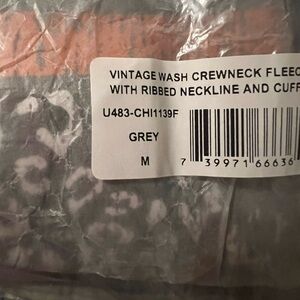 VINTAGE WASH CREWNECK FLEEC
WITH RIBBED NECKLINE AND CUFF
U483-CHI1139F
GREY
M
7 39971 66636